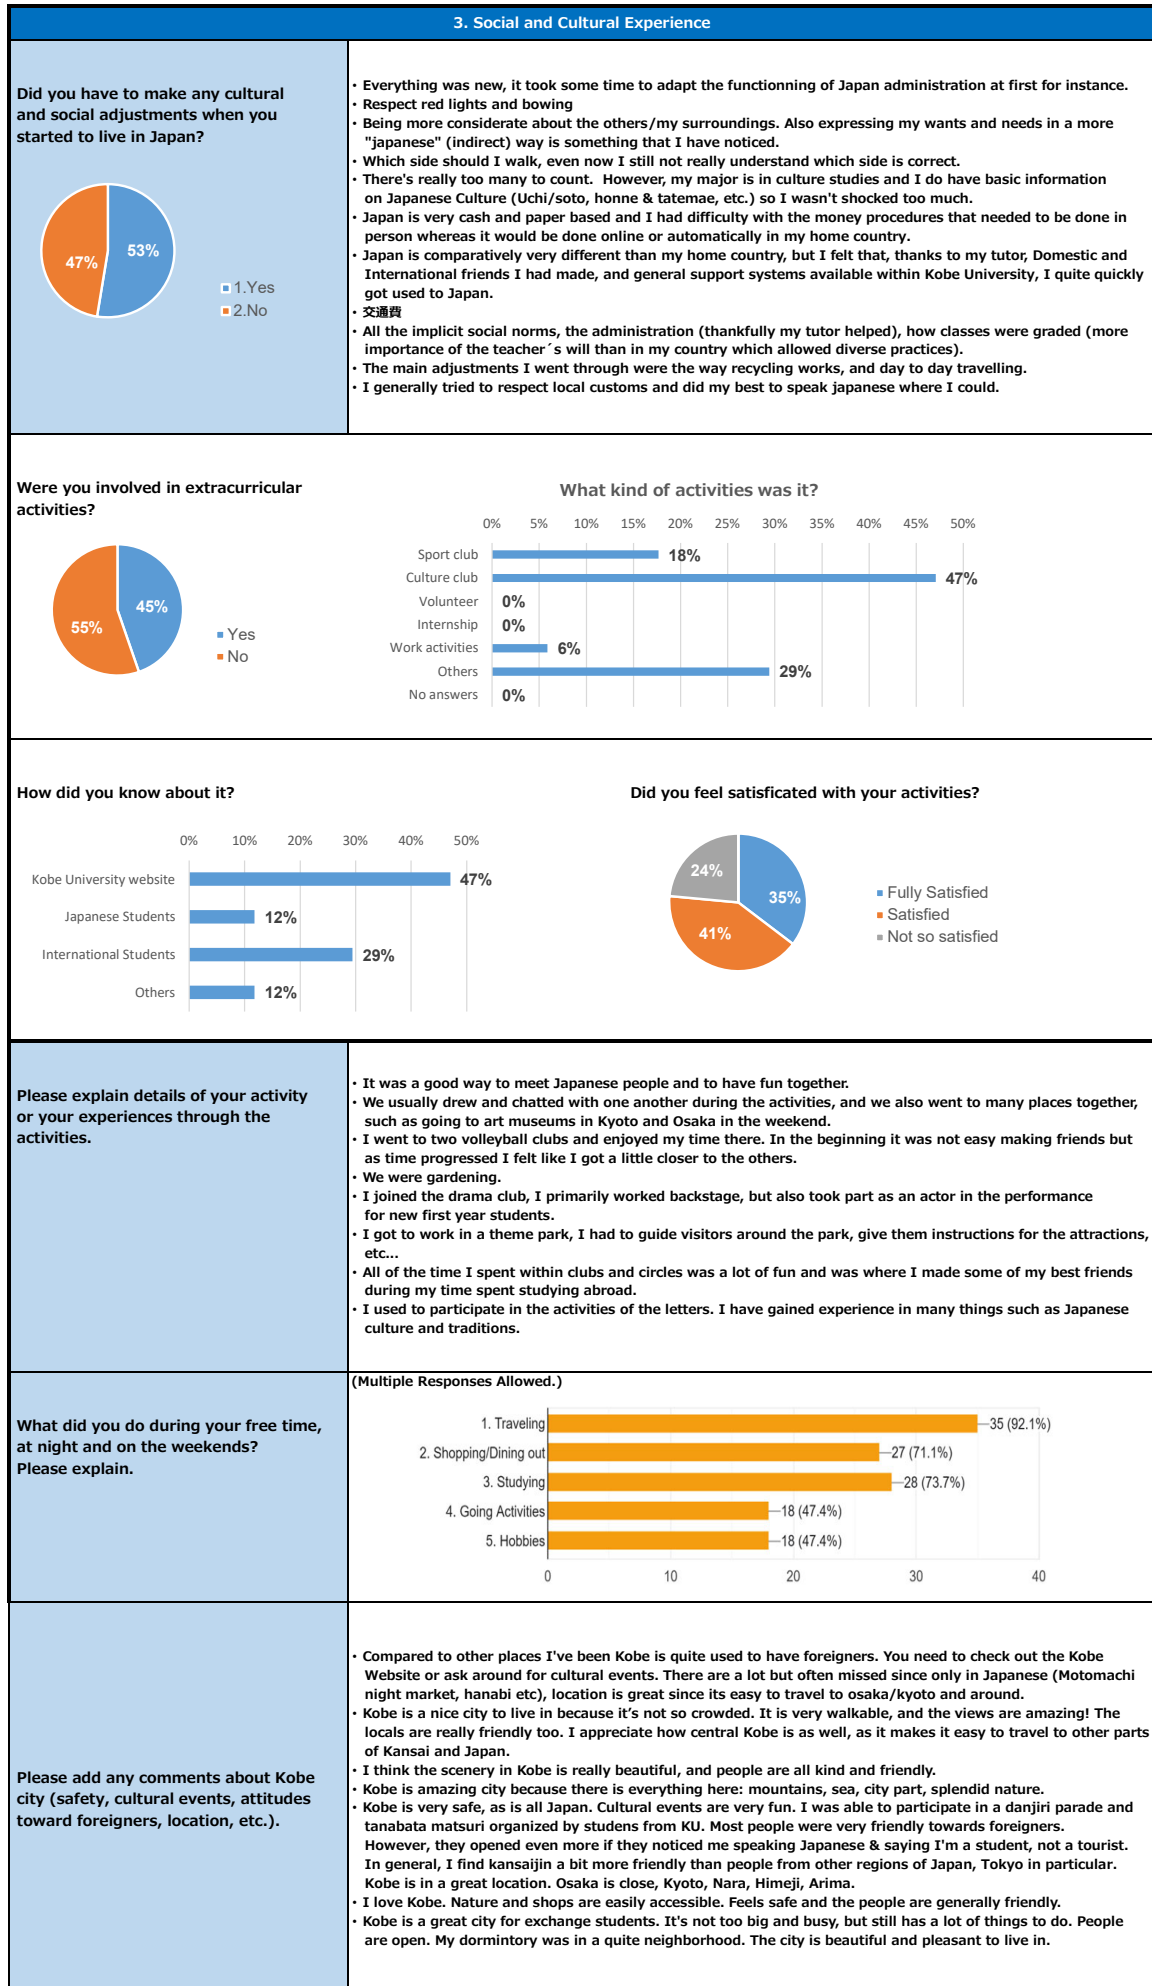 3. Social and Cultural Experience
Did you have to make any cultural
and social adjustments when you
started to live in Japan?
53%
47%
1.Yes
2.No
・Everything was new, it took some time to adapt the functionning of Japan administration at first for instance.
・Respect red lights and bowing
・Being more considerate about the others/my surroundings. Also expressing my wants and needs in a more
"japanese" (indirect) way is something that I have noticed.
・Which side should I walk, even now I still not really understand which side is correct.
・There's really too many to count.  However, my major is in culture studies and I do have basic information
on Japanese Culture (Uchi/soto, honne & tatemae, etc.) so I wasn't shocked too much.
・Japan is very cash and paper based and I had difficulty with the money procedures that needed to be done in
person whereas it would be done online or automatically in my home country.
・Japan is comparatively very different than my home country, but I felt that, thanks to my tutor, Domestic and
International friends I had made, and general support systems available within Kobe University, I quite quickly
got used to Japan.
・交通費
・All the implicit social norms, the administration (thankfully my tutor helped), how classes were graded (more
importance of the teacher´s will than in my country which allowed diverse practices).
・The main adjustments I went through were the way recycling works, and day to day travelling.
・I generally tried to respect local customs and did my best to speak japanese where I could.
Were you involved in extracurricular
activities?
45%
55%
Yes
No
What kind of activities was it?
0% 5% 10% 15% 20% 25% 30% 35% 40% 45% 50%
Sport club 18%
Culture club 47%
Volunteer 0%
Internship 0%
Work activities 6%
Others 29%
No answers 0%
How did you know about it?
0% 10% 20% 30% 40% 50%
Kobe University website 47%
Japanese Students 12%
International Students 29%
Others 12%
Did you feel satisficated with your activities?
24%
35%
41%
Fully Satisfied
Satisfied
Not so satisfied
Please explain details of your activity
or your experiences through the
activities.
・It was a good way to meet Japanese people and to have fun together.
・We usually drew and chatted with one another during the activities, and we also went to many places together,
such as going to art museums in Kyoto and Osaka in the weekend.
・I went to two volleyball clubs and enjoyed my time there. In the beginning it was not easy making friends but
as time progressed I felt like I got a little closer to the others.
・We were gardening.
・I joined the drama club, I primarily worked backstage, but also took part as an actor in the performance
for new first year students.
・I got to work in a theme park, I had to guide visitors around the park, give them instructions for the attractions,
etc...
・All of the time I spent within clubs and circles was a lot of fun and was where I made some of my best friends
during my time spent studying abroad.
・I used to participate in the activities of the letters. I have gained experience in many things such as Japanese
culture and traditions.
What did you do during your free time,
at night and on the weekends?
Please explain.
(Multiple Responses Allowed.)
1. Traveling 35 (92.1%)
2. Shopping/Dining out 27 (71.1%)
3. Studying 28 (73.7%)
4. Going Activities 18 (47.4%)
5. Hobbies 18 (47.4%)
0 10 20 30 40
Please add any comments about Kobe
city (safety, cultural events, attitudes
toward foreigners, location, etc.).
・Compared to other places I've been Kobe is quite used to have foreigners. You need to check out the Kobe
Website or ask around for cultural events. There are a lot but often missed since only in Japanese (Motomachi
night market, hanabi etc), location is great since its easy to travel to osaka/kyoto and around.
・Kobe is a nice city to live in because it's not so crowded. It is very walkable, and the views are amazing! The
locals are really friendly too. I appreciate how central Kobe is as well, as it makes it easy to travel to other parts
of Kansai and Japan.
・I think the scenery in Kobe is really beautiful, and people are all kind and friendly.
・Kobe is amazing city because there is everything here: mountains, sea, city part, splendid nature.
・Kobe is very safe, as is all Japan. Cultural events are very fun. I was able to participate in a danjiri parade and
tanabata matsuri organized by studens from KU. Most people were very friendly towards foreigners.
However, they opened even more if they noticed me speaking Japanese & saying I'm a student, not a tourist.
In general, I find kansaijin a bit more friendly than people from other regions of Japan, Tokyo in particular.
Kobe is in a great location. Osaka is close, Kyoto, Nara, Himeji, Arima.
・I love Kobe. Nature and shops are easily accessible. Feels safe and the people are generally friendly.
・Kobe is a great city for exchange students. It's not too big and busy, but still has a lot of things to do. People
are open. My dormintory was in a quite neighborhood. The city is beautiful and pleasant to live in.